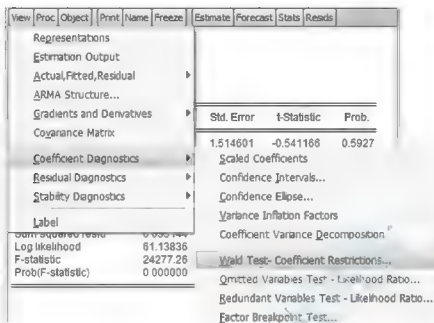 View Proc Object Print Name Freeze Estimate Forecast Stats Resids
Representations
Estimation Output
Actual,Fitted,Residual
ARMA Structure...
Gradients and Derivatives
Covariance Matrix
Coefficient Diagnostics
Residual Diagnostics
Stability Diagnostics
Label
Std. Error t-Statistic Prob.
1.514601 -0.541166 0.5927
Scaled Coefficients
Confidence Intervals...
Confidence Elipse...
Variance Inflation Factors
Coefficient Variance Decomposition
Wald Test- Coefficient Restrictions...
Omitted Variables Test - Likelihood Ratio...
Redundant Variables Test - Likelihood Ratio...
Factor Breakpoint Test...
Sum squared resid
Log likelihood 61.13836
F-statistic 24277.26
Prob(F-statistic) 0 000000